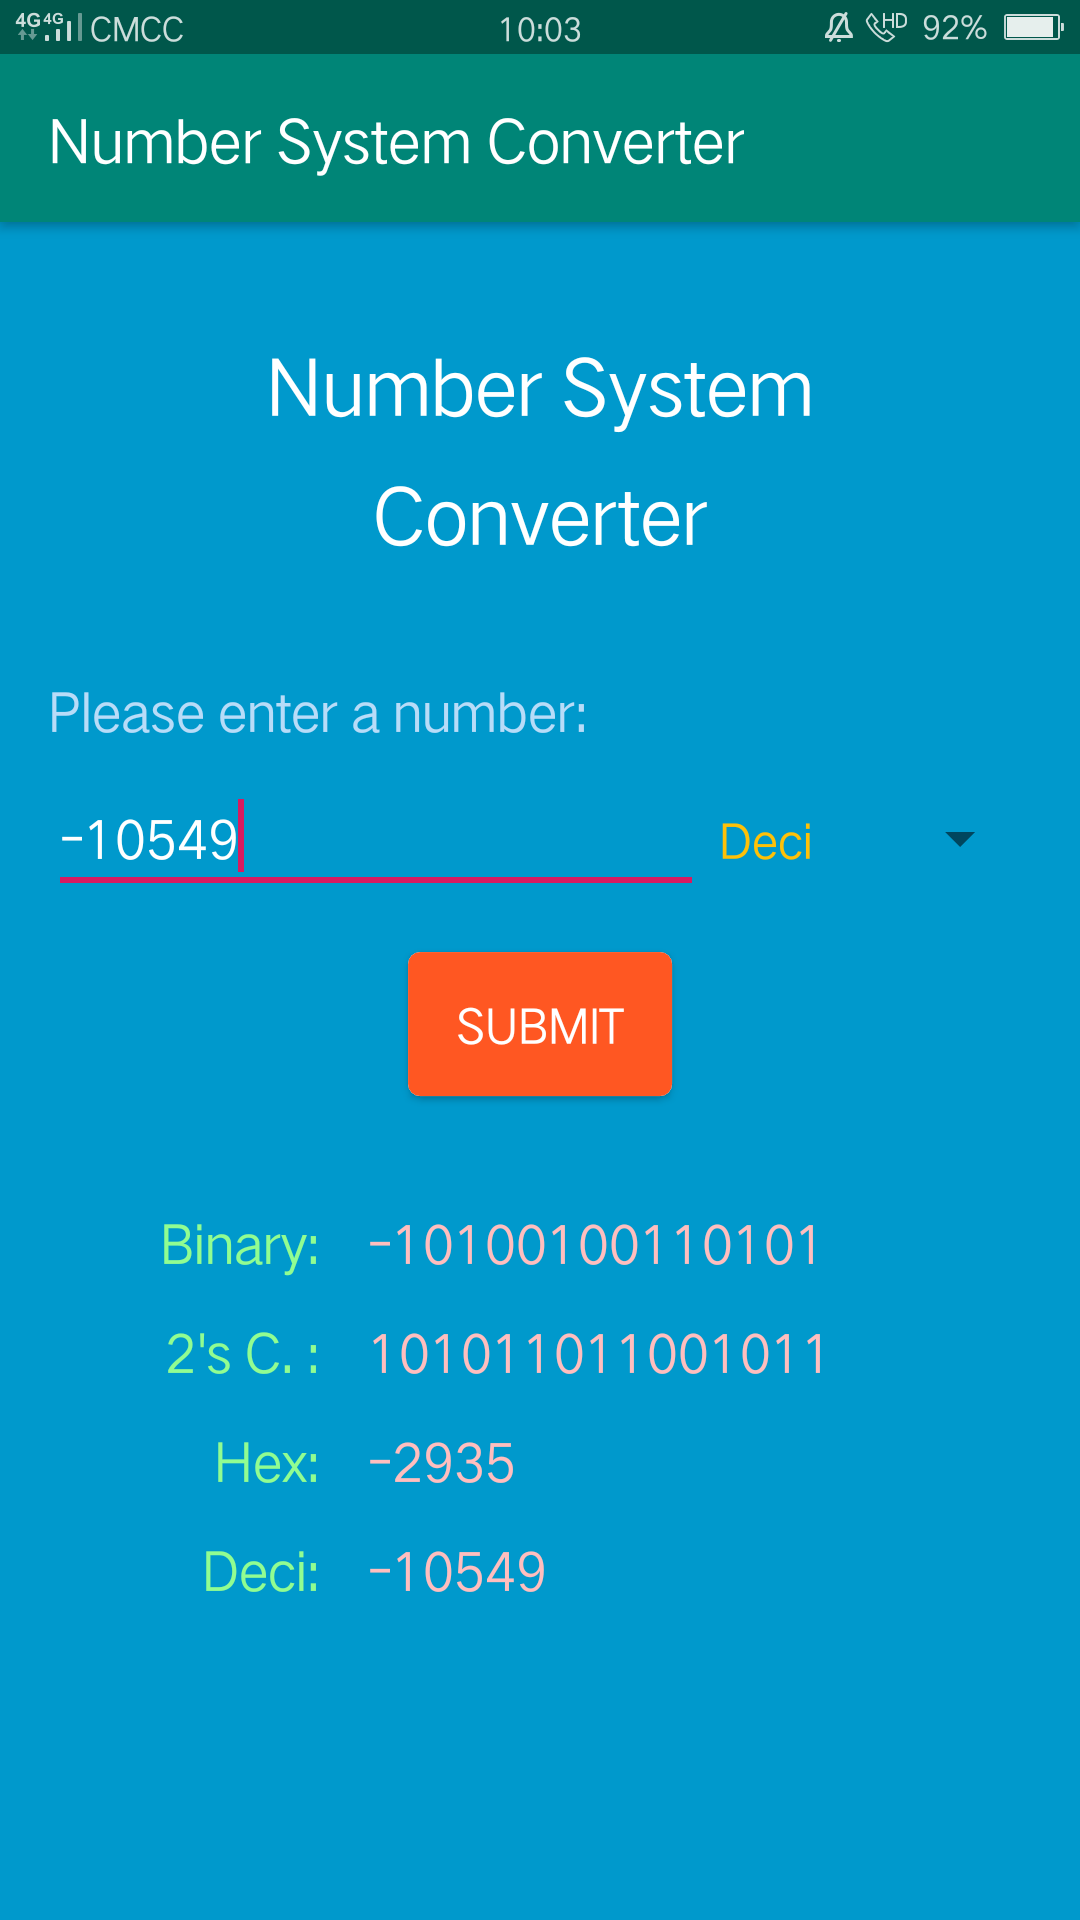 4G 4G CMCC 10:03 HD 92%
Number System Converter
Number System
Converter
Please enter a number:
-10549 Deci
SUBMIT
Binary: -10100100110101
2's C. : 101011011001011
Hex: -2935
Deci: -10549